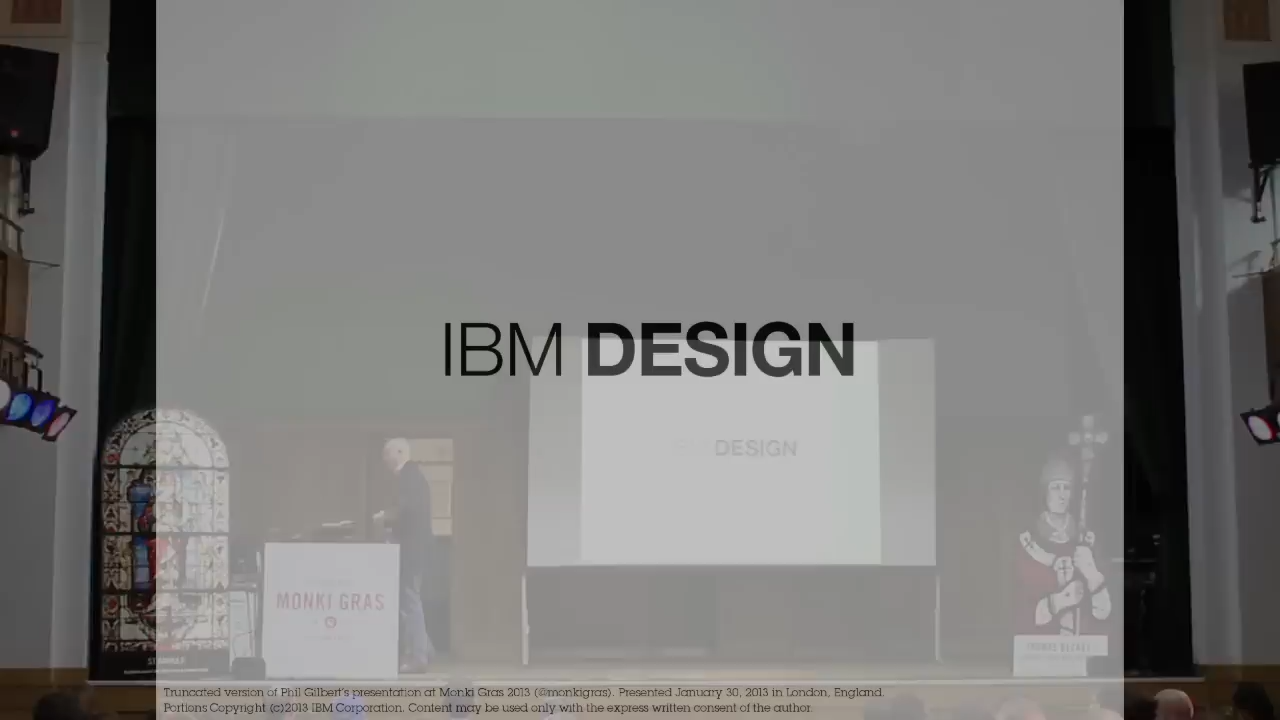 IBM DESIGN
DESIGN
MONKI GRAS
THOMAS BECKET
Truncated version of Phil Gilbert's presentation at Monki Gras 2013 (@monkigras). Presented January 30, 2013 in London, England.
Portions Copyright (c)2013 IBM Corporation. Content may be used only with the express written consent of the author.